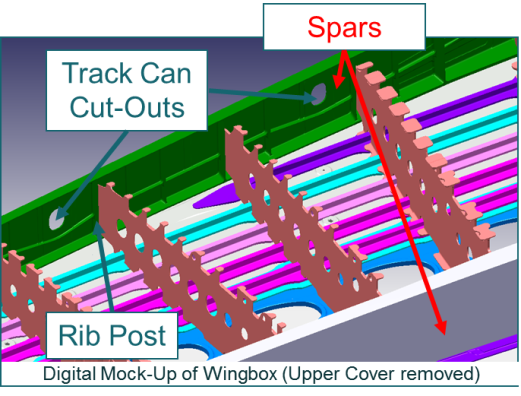 Spars
Track Can
Cut-Outs
Rib Post
Digital Mock-Up of Wingbox (Upper Cover removed)